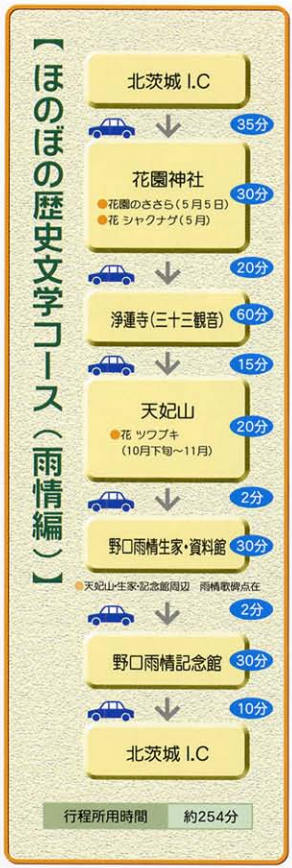 【ほのぼの歴史文学コース（雨情編）】
北茨城 I.C
35分
花園神社
30分
●花園のささら（5月5日）
●花 シャクナゲ（5月）
20分
浄蓮寺（三十三観音）
60分
15分
天妃山
20分
●花 ツワブキ
（10月下旬～11月）
2分
野口雨情生家・資料館
30分
●天妃山・生家・記念館周辺 雨情歌碑点在
2分
野口雨情記念館
30分
10分
北茨城 I.C
行程所用時間 約254分